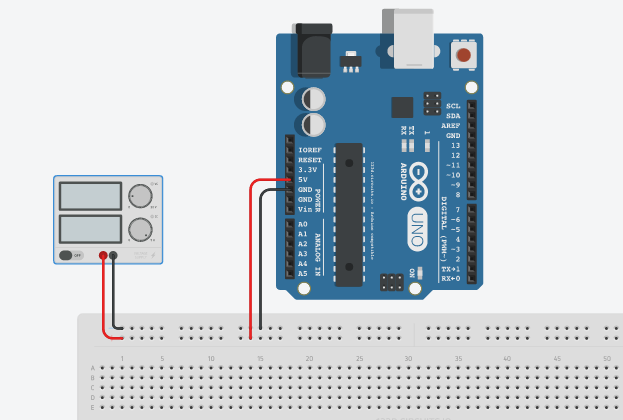 SCL
SDA
AREF
GND
13
12
~11
~10
~9
8
7
~6
~5
4
~3
2
TX→1
RX←0
DIGITAL (PWM~)
IOREF
RESET
3.3V
5V
GND
GND
Vin
POWER
A0
A1
A2
A3
A4
A5
ANALOG IN
RX
TX
L
ARDUINO
UNO
ON
OFF
1 5 10 15 20 25 30 35 40 45 50
A
B
C
D
E